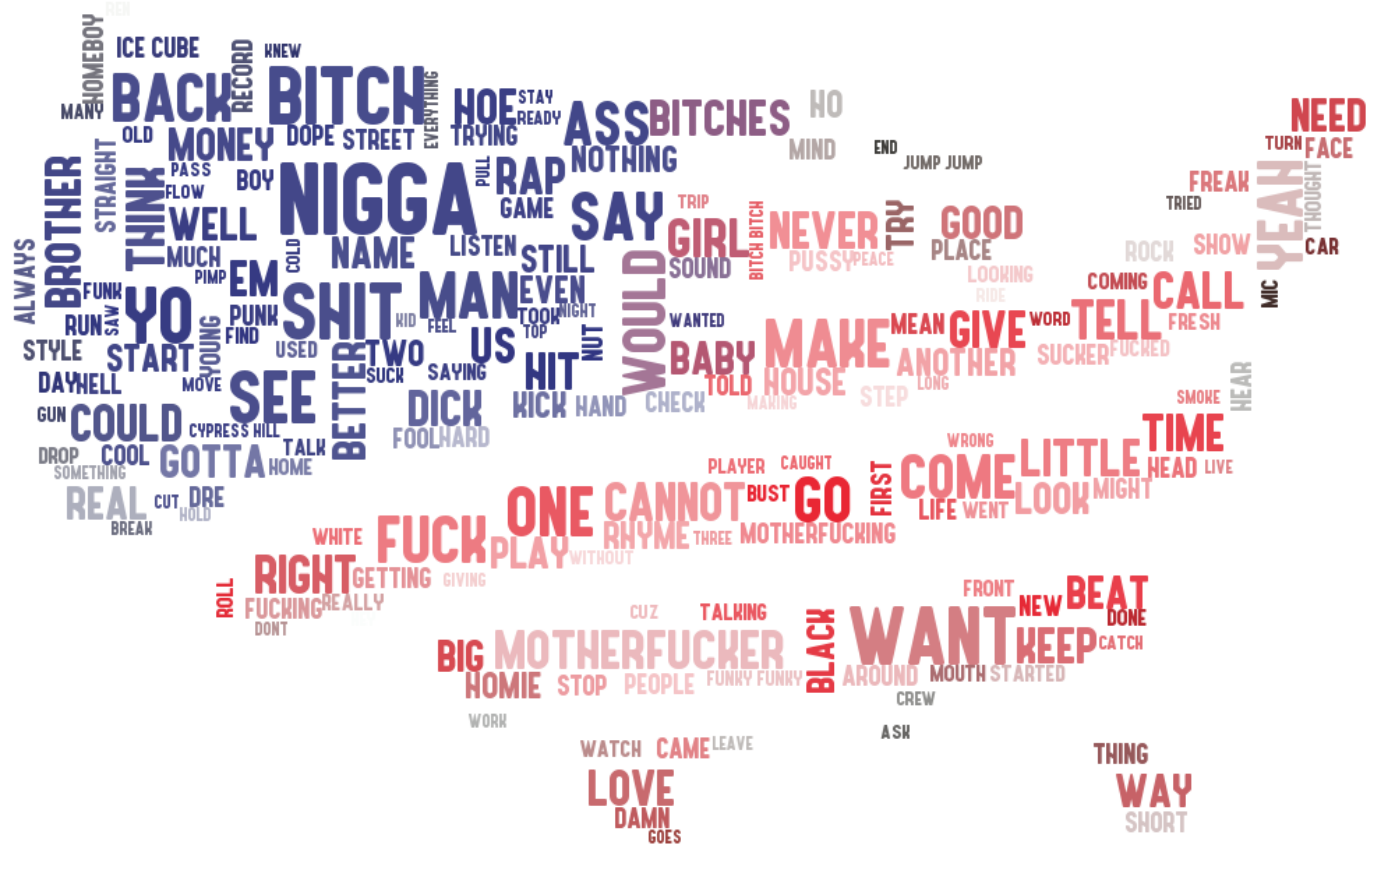 REN
HOMEBOY
ICE CUBE
RECORD
KNEW
MANY
BACK
BITCH
EVERYTHING
HOE
STAY
READY
ASS
BITCHES
HO
NEED
OLD
MONEY
DOPE
STREET
TRYING
NOTHING
MIND
END
JUMP JUMP
TURN
FACE
STRAIGHT
BROTHER
THINK
PASS
FLOW
BOY
NIGGA
PULL
RAP
GAME
SAY
TRIP
BITCH BITCH
FREAK
TRIED
YEAH
THOUGHT
WELL
GIRL
NEVER
TRY
GOOD
PLACE
ROCK
SHOW
CAR
ALWAYS
MUCH
PIMP
EM
COLD
NAME
LISTEN
STILL
WOULD
SOUND
PUSSY
PEACE
LOOKING
RIDE
COMING
CALL
MIC
FUNK
RUN
SAW
YO
YOUNG
PUNK
FIND
SHIT
KID
MAN
FEEL
EVEN
TOOK
NIGHT
TOP
NUT
WANTED
MAKE
MEAN
GIVE
WORD
TELL
FRESH
STYLE
START
USED
TWO
US
BABY
ANOTHER
SUCKER
FUCKED
DAY
HELL
MOVE
SEE
BETTER
SUCK
SAYING
HIT
TOLD
HOUSE
MAKING
STEP
LONG
HEAR
GUN
COULD
CYPRESS HILL
DICK
KICK
HAND
CHECK
SMOKE
DROP
SOMETHING
COOL
GOTTA
TALK
HOME
FOOL
HARD
WRONG
TIME
REAL
CUT
DRE
HOLD
BREAK
PLAYER
CAUGHT
FIRST
COME
LITTLE
HEAD
LIVE
ONE
CANNOT
BUST
GO
LIFE
WENT
LOOK
MIGHT
WHITE
FUCK
PLAY
RHYME
THREE
MOTHERFUCKING
WITHOUT
ROLL
RIGHT
GETTING
GIVING
FUCKING
REALLY
DONT
CUZ
TALKING
BLACK
FRONT
NEW
BEAT
DONE
BIG
MOTHERFUCKER
WANT
KEEP
CATCH
HOMIE
STOP
PEOPLE
FUNKY FUNKY
AROUND
MOUTH
STARTED
WORK
CREW
ASK
WATCH
CAME
LEAVE
THING
LOVE
DAMN
GOES
WAY
SHORT